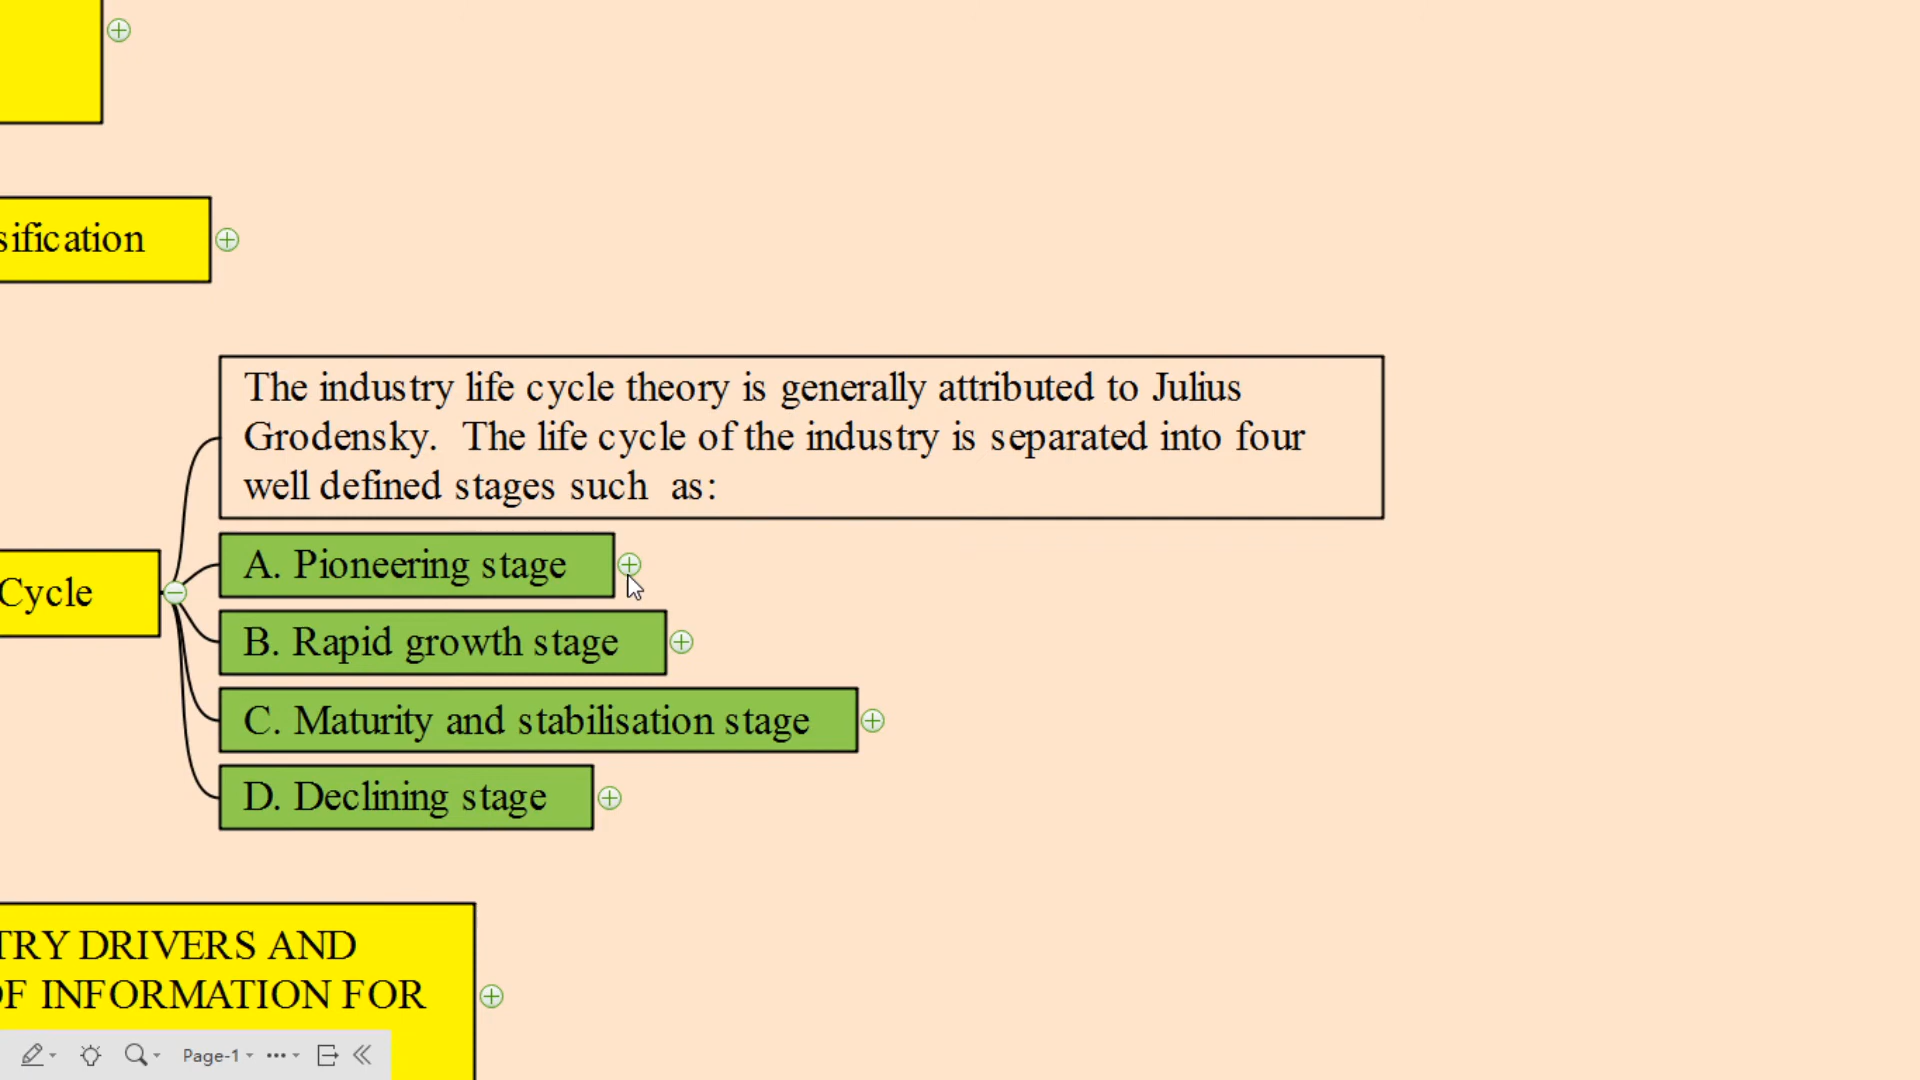 sification
The industry life cycle theory is generally attributed to Julius
Grodensky.  The life cycle of the industry is separated into four
well defined stages such  as:
Cycle
A. Pioneering stage
B. Rapid growth stage
C. Maturity and stabilisation stage
D. Declining stage
TRY DRIVERS AND
OF INFORMATION FOR
Page-1